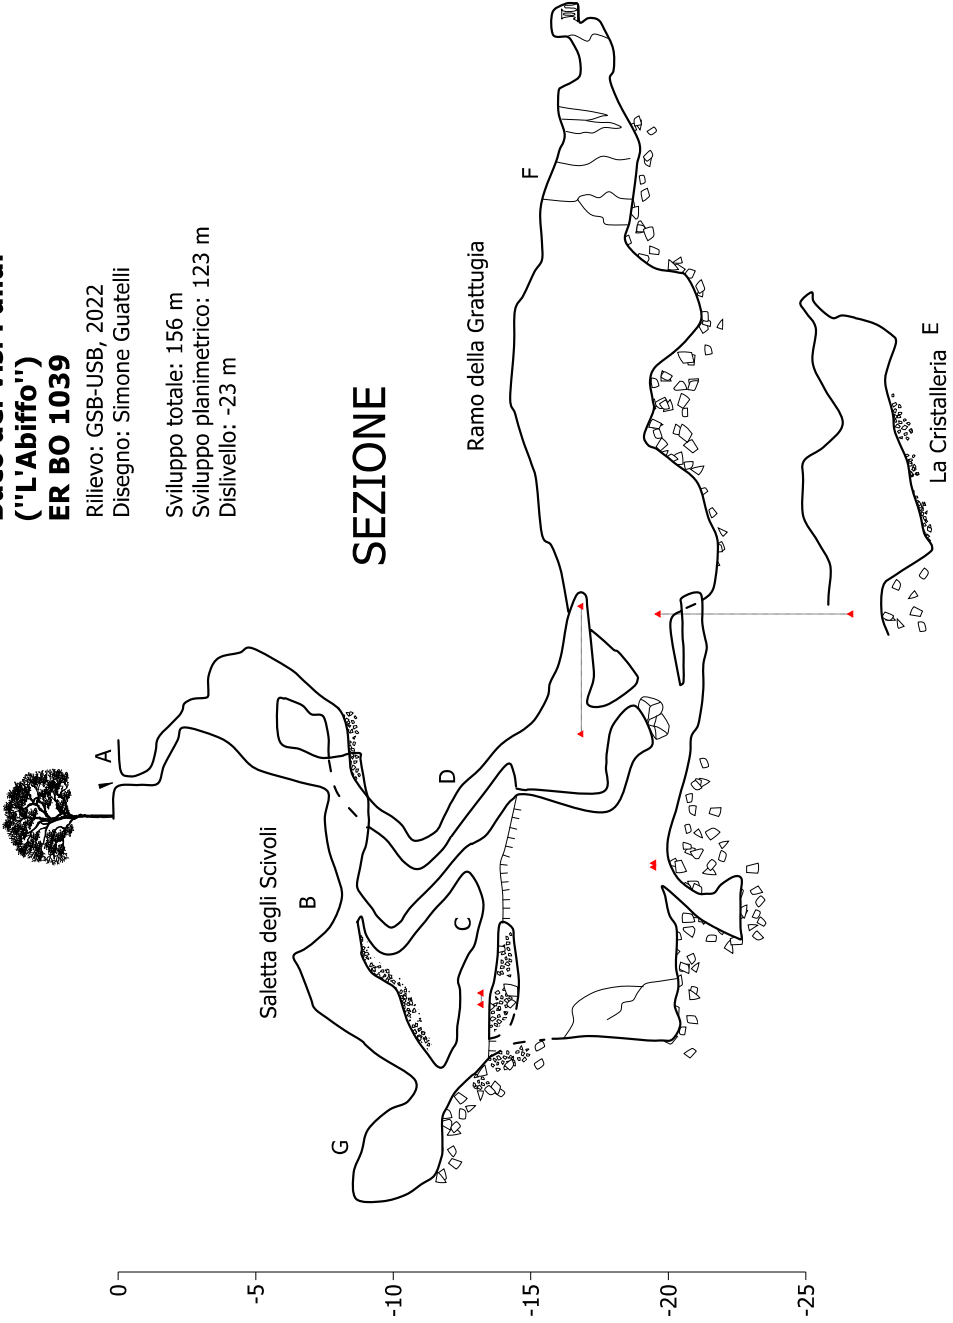 ("L'Abiffo")
ER BO 1039
Rilievo: GSB-USB, 2022
Disegno: Simone Guatelli
Sviluppo totale: 156 m
Sviluppo planimetrico: 123 m
Dislivello: -23 m
SEZIONE
A
Saletta degli Scivoli
B
G
C
D
Ramo della Grattugia
F
La Cristalleria
E
0
-5
-10
-15
-20
-25